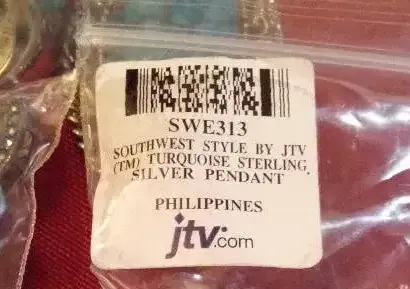 SWE313
SOUTHWEST STYLE BY JTV
(TM) TURQUOISE STERLING
SILVER PENDANT
PHILIPPINES
jtv.com